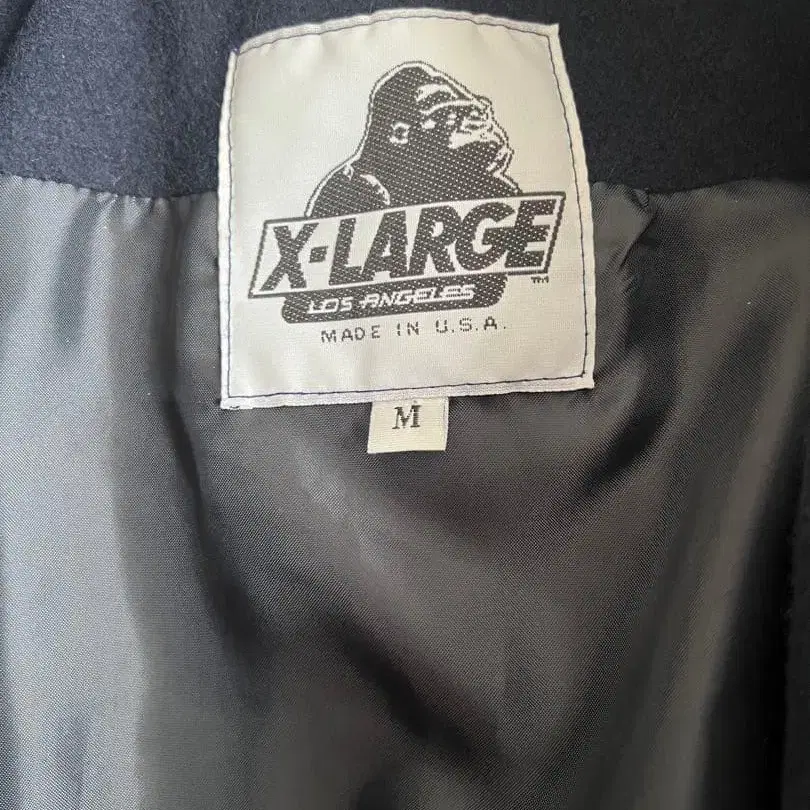 X-LARGE
TM
LOS ANGELES
MADE IN U.S.A.
M